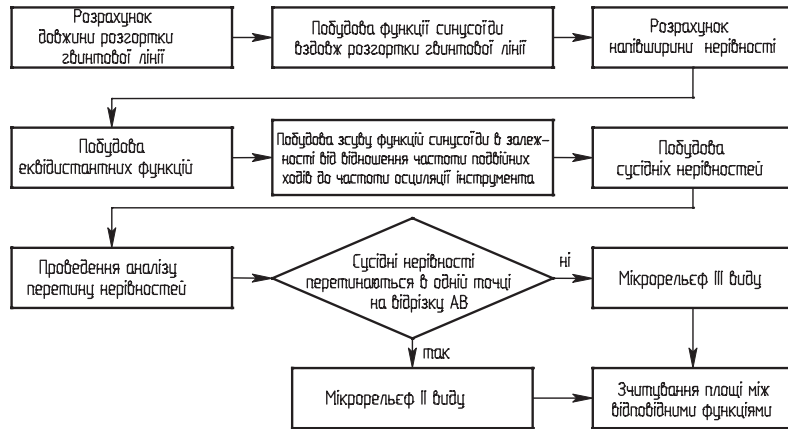 Розрахунок
довжини розгортки
гвинтової лінії
Побудова функції синусоїди
вздовж розгортки гвинтової лінії
Розрахунок
напівширини нерівності
Побудова
еквідистантних функцій
Побудова зсуву функцій синусоїди в залеж-
ності від відношення частоти подвійних
ходів до частоти осциляції інструмента
Побудова
сусідніх нерівностей
Проведення аналізу
перетину нерівностей
Сусідні нерівності
перетинаються в одній точці
на відрізку АВ
ні
Мікрорельєф III виду
так
Мікрорельєф II виду
Зчитування площі між
відповідними функціями